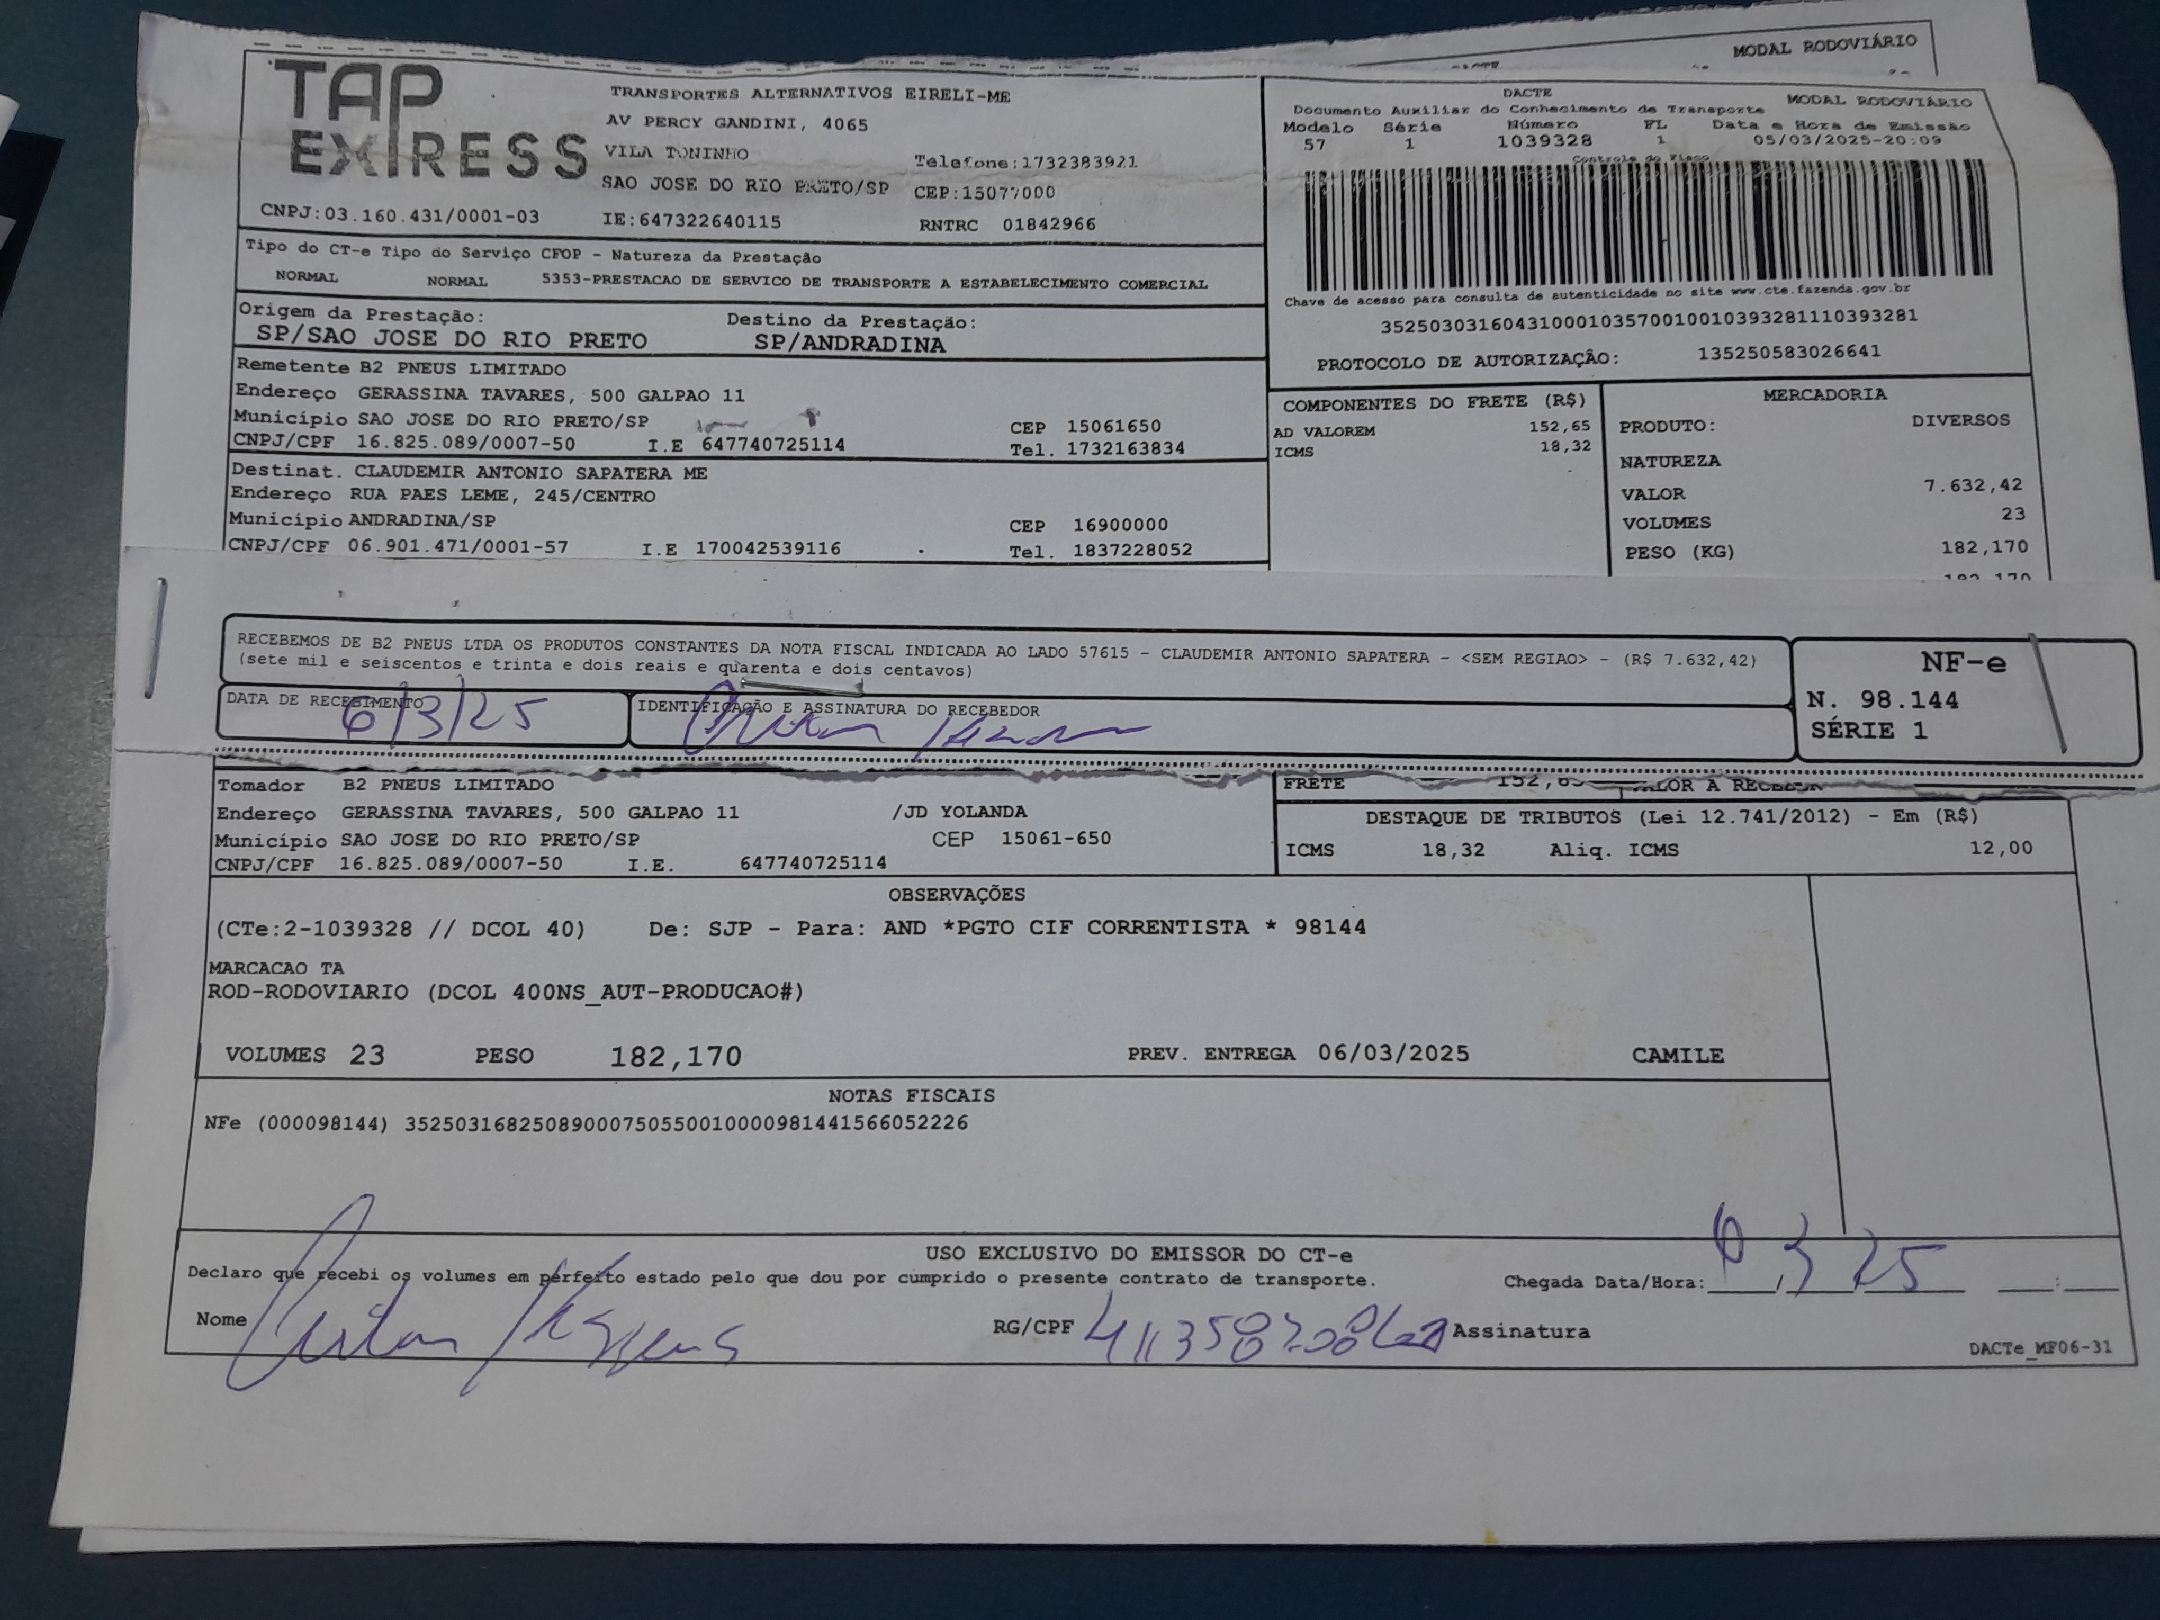 MODAL RODOVIÁRIO
TAP EXPRESS
TRANSPORTES ALTERNATIVOS EIRELI-ME
AV PERCY GANDINI, 4065
VILA TONINHO
Telefone:1732383921
SAO JOSE DO RIO PRETO/SP CEP:15077000
CNPJ:03.160.431/0001-03 IE:647322640115 RNTRC 01842966
DACTE
Documento Auxiliar do Conhecimento de Transporte MODAL RODOVIÁRIO
Modelo Série Número FL Data e Hora de Emissão
57 1 1039328 1 05/03/2025-20:09
Controle do Fisco
Chave de acesso para consulta de autenticidade no site www.cte.fazenda.gov.br
35250303160431000103570010010393281110393281
PROTOCOLO DE AUTORIZAÇÃO: 135250583026641
Tipo do CT-e Tipo do Serviço CFOP - Natureza da Prestação
NORMAL NORMAL 5353-PRESTACAO DE SERVICO DE TRANSPORTE A ESTABELECIMENTO COMERCIAL
Origem da Prestação: Destino da Prestação:
SP/SAO JOSE DO RIO PRETO SP/ANDRADINA
Remetente B2 PNEUS LIMITADO
Endereço GERASSINA TAVARES, 500 GALPAO 11
Município SAO JOSE DO RIO PRETO/SP CEP 15061650
CNPJ/CPF 16.825.089/0007-50 I.E 647740725114 Tel. 1732163834
Destinat. CLAUDEMIR ANTONIO SAPATERA ME
Endereço RUA PAES LEME, 245/CENTRO
Município ANDRADINA/SP CEP 16900000
CNPJ/CPF 06.901.471/0001-57 I.E 170042539116 Tel. 1837228052
COMPONENTES DO FRETE (R$)
AD VALOREM 152,65
ICMS 18,32
MERCADORIA
PRODUTO: DIVERSOS
NATUREZA
VALOR 7.632,42
VOLUMES 23
PESO (KG) 182,170
182,170
RECEBEMOS DE B2 PNEUS LTDA OS PRODUTOS CONSTANTES DA NOTA FISCAL INDICADA AO LADO 57615 - CLAUDEMIR ANTONIO SAPATERA - <SEM REGIAO> - (R$ 7.632,42)
(sete mil e seiscentos e trinta e dois reais e quarenta e dois centavos)
DATA DE RECEBIMENTO IDENTIFICAÇÃO E ASSINATURA DO RECEBEDOR
6/3/25
NF-e
N. 98.144
SÉRIE 1
Tomador B2 PNEUS LIMITADO
Endereço GERASSINA TAVARES, 500 GALPAO 11 /JD YOLANDA
Município SAO JOSE DO RIO PRETO/SP CEP 15061-650
CNPJ/CPF 16.825.089/0007-50 I.E. 647740725114
FRETE 152,65 VALOR A RECEBER
DESTAQUE DE TRIBUTOS (Lei 12.741/2012) - Em (R$)
ICMS 18,32 Aliq. ICMS 12,00
OBSERVAÇÕES
(CTe:2-1039328 // DCOL 40) De: SJP - Para: AND *PGTO CIF CORRENTISTA * 98144
MARCACAO TA
ROD-RODOVIARIO (DCOL 400NS_AUT-PRODUCAO#)
VOLUMES 23 PESO 182,170 PREV. ENTREGA 06/03/2025 CAMILE
NOTAS FISCAIS
NFe (000098144) 35250316825089000750550010000981441566052226
USO EXCLUSIVO DO EMISSOR DO CT-e
Declaro que recebi os volumes em perfeito estado pelo que dou por cumprido o presente contrato de transporte. Chegada Data/Hora: 6/3/25 :
Nome RG/CPF Assinatura
DACTe_MF06-31